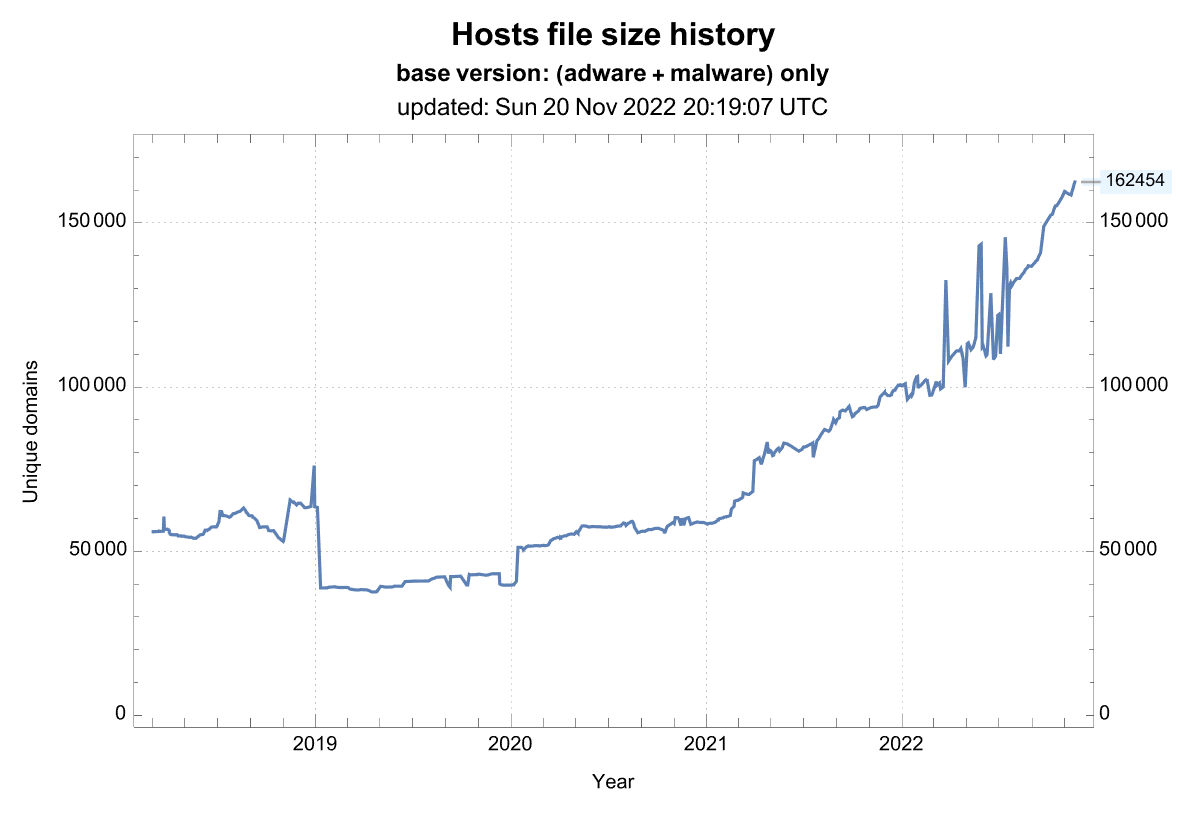 Hosts file size history
base version: (adware + malware) only
updated: Sun 20 Nov 2022 20:19:07 UTC
162454
150 000
150 000
100 000
100 000
50 000
50 000
0
0
Unique domains
2019
2020
2021
2022
Year